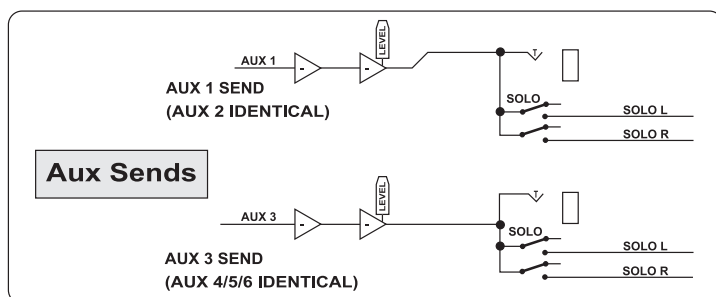 LEVEL
AUX 1
T
AUX 1 SEND
(AUX 2 IDENTICAL)
SOLO
SOLO L
SOLO R
Aux Sends
LEVEL
AUX 3
T
AUX 3 SEND
(AUX 4/5/6 IDENTICAL)
SOLO
SOLO L
SOLO R